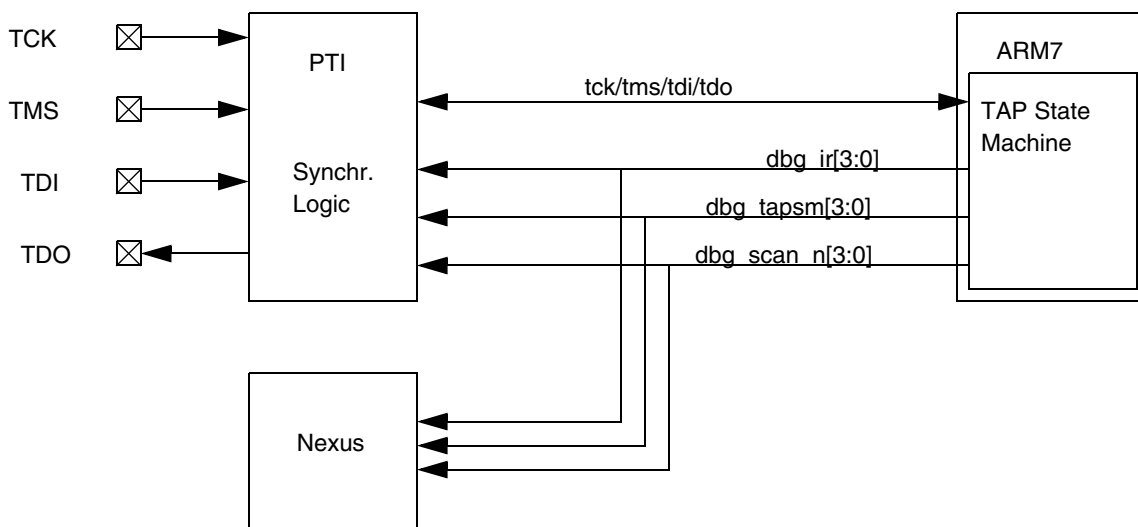 TCK
TMS
TDI
TDO
PTI
Synchr.
Logic
tck/tms/tdi/tdo
dbg_ir[3:0]
dbg_tapsm[3:0]
dbg_scan_n[3:0]
ARM7
TAP State
Machine
Nexus